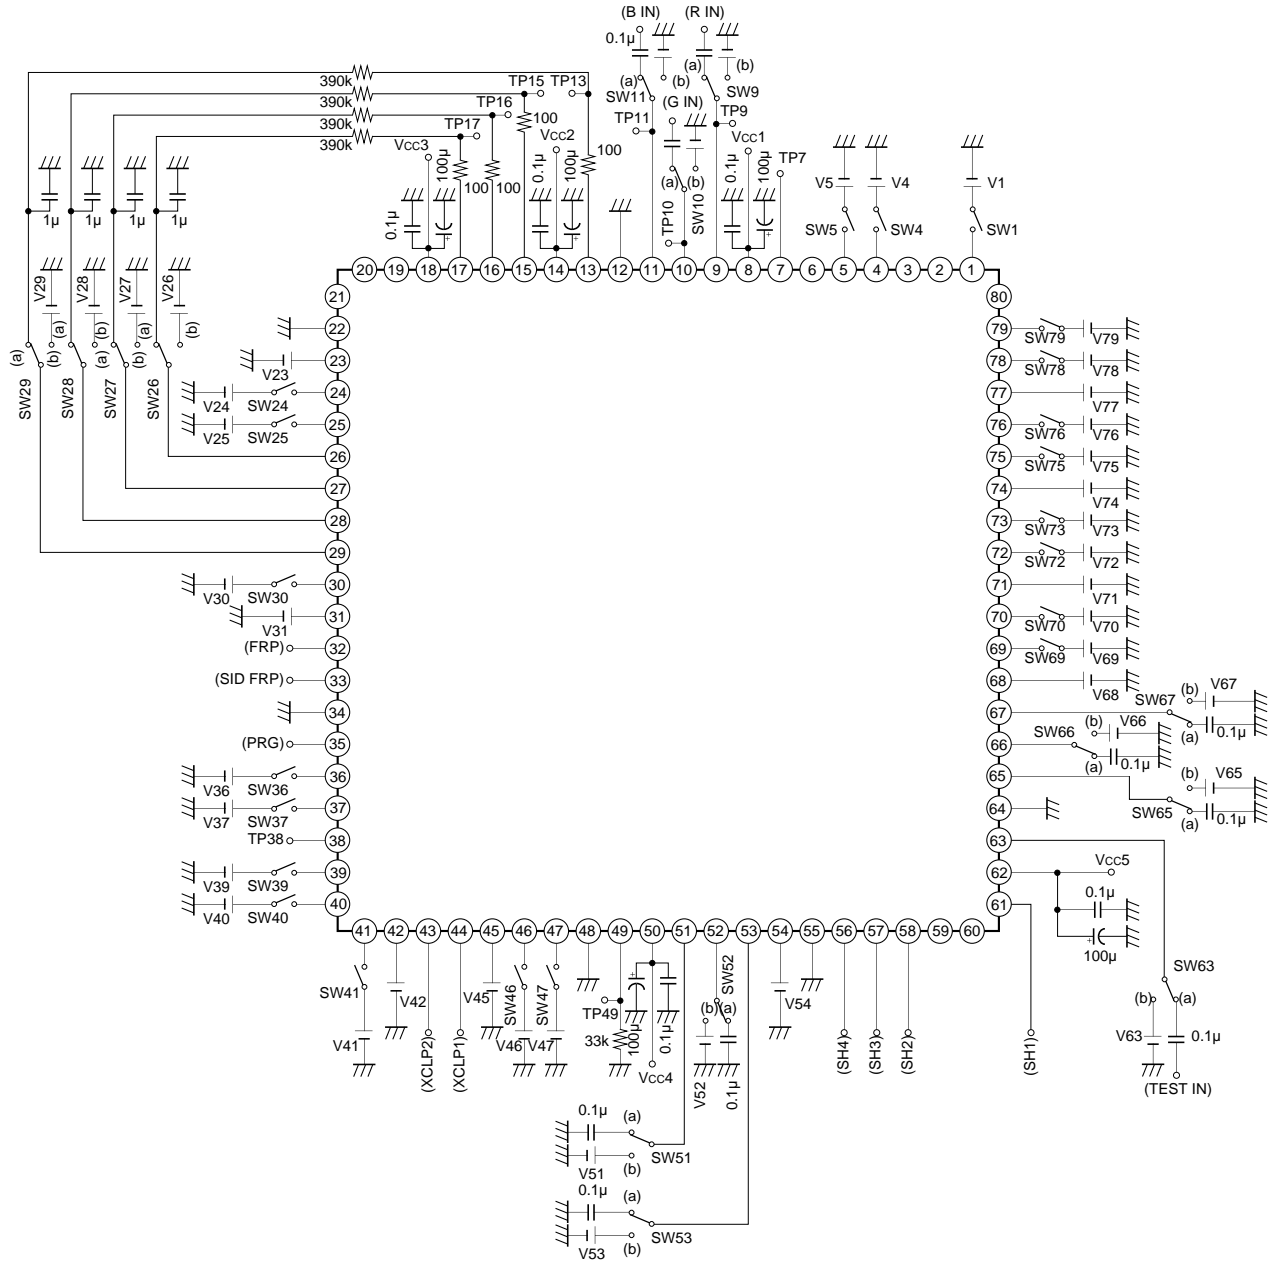 (B IN) (R IN)
0.1μ
(a) (b) (a) (b)
390k TP15 TP13 SW11 (G IN) SW9
390k TP16 100 TP11 TP9
390k TP17 Vcc2 Vcc1
390k Vcc3 0.1μ 100μ 100 0.1μ 100μ TP7
100μ 100 100 (a) (b) V5 V4 V1
1μ 1μ 1μ 1μ 0.1μ TP10 SW10 SW5 SW4 SW1
20 19 18 17 16 15 14 13 12 11 10 9 8 7 6 5 4 3 2 1
V29 V28 V27 V26
(a) (b) (a) (b) (a) (b) (b)
SW29 SW28 SW27 SW26
21
22
V23 23
V24 SW24 24
V25 SW25 25
26
27
28
29
V30 SW30 30
V31 31
(FRP) 32
(SID FRP) 33
34
(PRG) 35
V36 SW36 36
V37 SW37 37
TP38 38
V39 SW39 39
V40 SW40 40
80
79 SW79 V79
78 SW78 V78
77 V77
76 SW76 V76
75 SW75 V75
74 V74
73 SW73 V73
72 SW72 V72
71 V71
70 SW70 V70
69 SW69 V69
68 V68
67 SW67 (b) V67 (a) 0.1μ
66 SW66 (b) V66 (a) 0.1μ
65 SW65 (b) V65 (a) 0.1μ
64
63
62 Vcc5
61 0.1μ
100μ
41 42 43 44 45 46 47 48 49 50 51 52 53 54 55 56 57 58 59 60
SW41 V42 V45 SW46 SW47 TP49 SW52 V54 SW63
(b) (a) (b) (a)
V41 (XCLP2) (XCLP1) V46 V47 33k 100μ 0.1μ (SH4) (SH3) (SH2) (SH1) V63 0.1μ
Vcc4 V52 0.1μ (TEST IN)
0.1μ (a)
V51 (b) SW51
0.1μ (a)
V53 (b) SW53